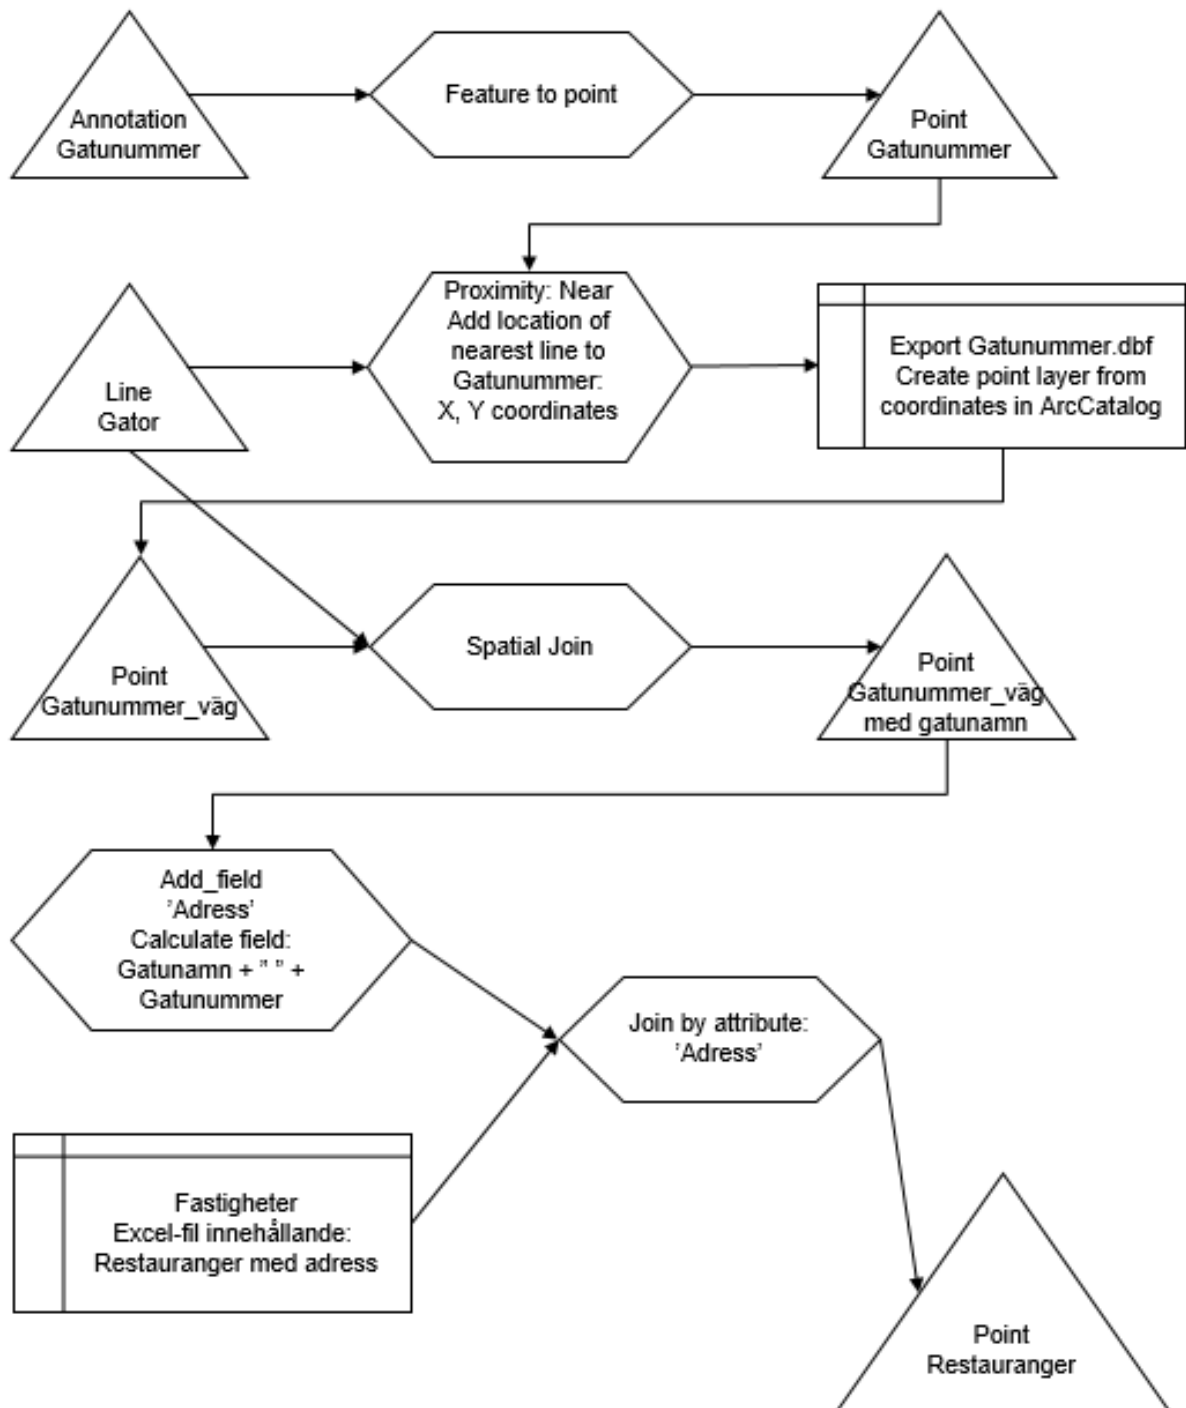 Annotation
Gatunummer
Feature to point
Point
Gatunummer
Line
Gator
Proximity: Near
Add location of
nearest line to
Gatunummer:
X, Y coordinates
Export Gatunummer.dbf
Create point layer from
coordinates in ArcCatalog
Point
Gatunummer_väg
Spatial Join
Point
Gatunummer_väg
med gatunamn
Add_field
’Adress’
Calculate field:
Gatunamn + ” ” +
Gatunummer
Join by attribute:
’Adress’
Fastigheter
Excel-fil innehållande:
Restauranger med adress
Point
Restauranger